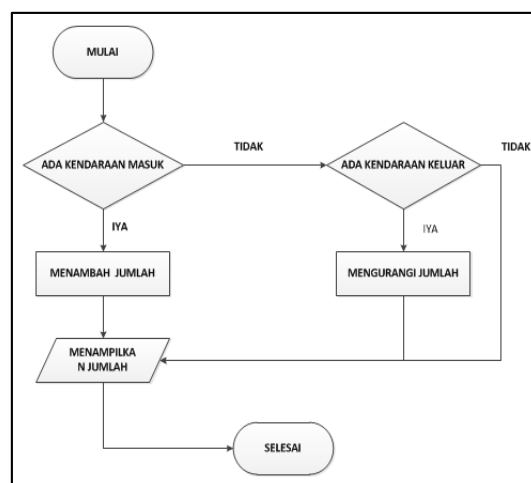 MULAI
ADA KENDARAAN MASUK
TIDAK
ADA KENDARAAN KELUAR
TIDAK
IYA
IYA
MENAMBAH JUMLAH
MENGURANGI JUMLAH
MENAMPILKA
N JUMLAH
SELESAI